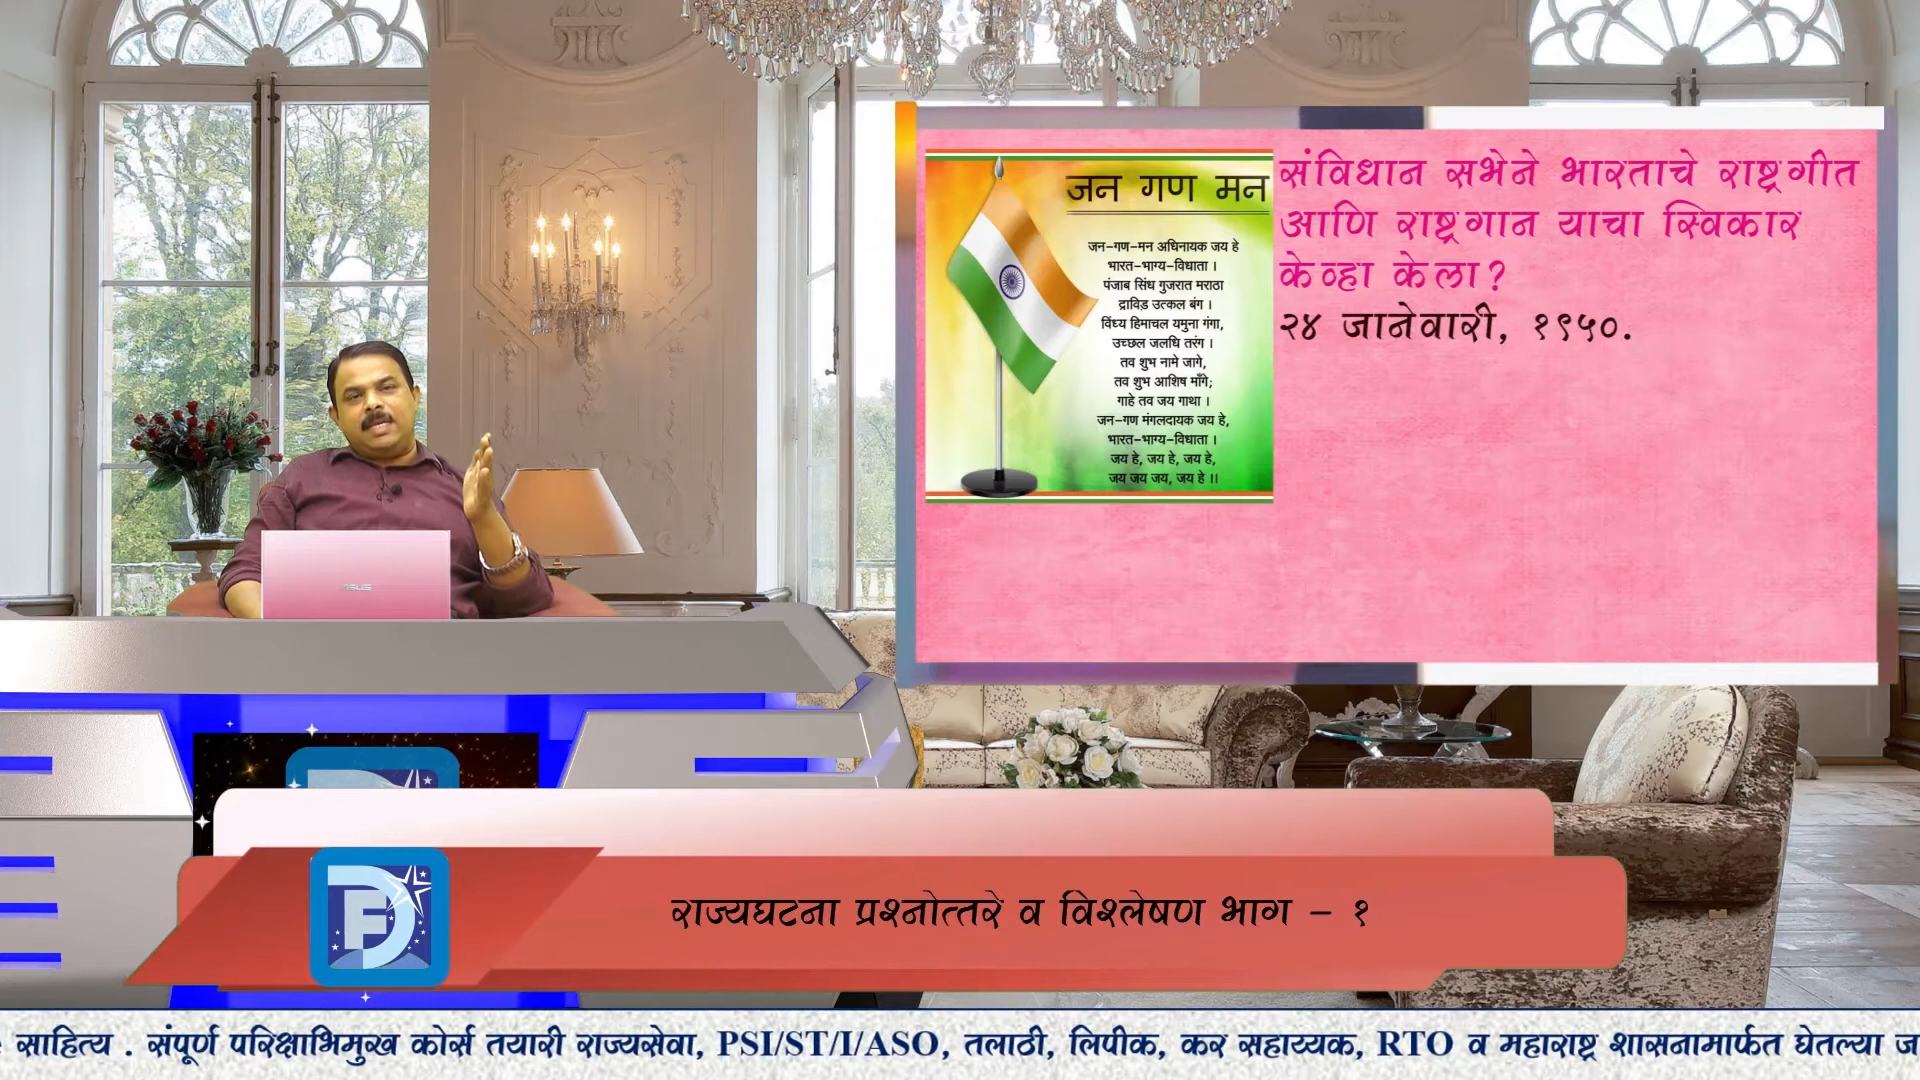 जन गण मन
जन-गण-मन अधिनायक जय हे
भारत-भाग्य-विधाता ।
पंजाब सिंध गुजरात मराठा
द्राविड़ उत्कल बंग ।
विंध्य हिमाचल यमुना गंगा,
उच्छल जलधि तरंग ।
तव शुभ नामे जागे,
तव शुभ आशिष माँगे;
गाहे तव जय गाथा ।
जन-गण मंगलदायक जय हे,
भारत-भाग्य-विधाता ।
जय हे, जय हे, जय हे,
जय जय जय, जय हे ।।
संविधान सभेने भारताचे राष्ट्रगीत
आणि राष्ट्रगान याचा स्विकार
केव्हा केला?
२४ जानेवारी, १९५०.
ASUS
DF
राज्यघटना प्रश्नोत्तरे व विश्लेषण भाग – १
साहित्य . संपूर्ण परिक्षाभिमुख कोर्स तयारी राज्यसेवा, PSI/ST/I/ASO, तलाठी, लिपीक, कर सहाय्यक, RTO व महाराष्ट्र शासनामार्फत घेतल्या ज